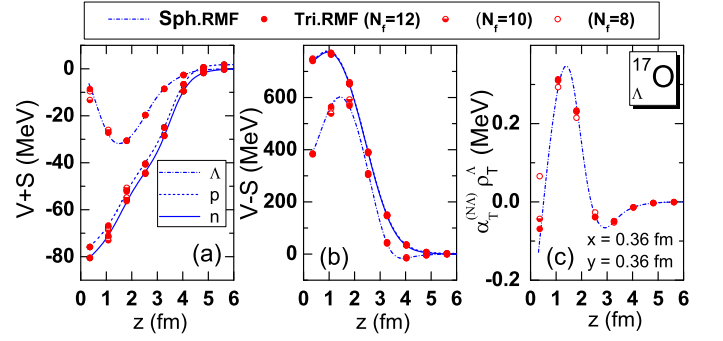 Sph.RMF Tri.RMF (N_f=12) (N_f=10) (N_f=8)
V+S (MeV)
0
-20
-40
-60
-80
Λ
p
n
(a)
0 1 2 3 4 5 6
z (fm)
V−S (MeV)
600
400
200
0
(b)
0 1 2 3 4 5 6
z (fm)
α_T^(NΛ) ρ_T^Λ (MeV)
0.2
0.0
-0.2
^17_Λ O
x = 0.36 fm
y = 0.36 fm
(c)
0 1 2 3 4 5 6
z (fm)